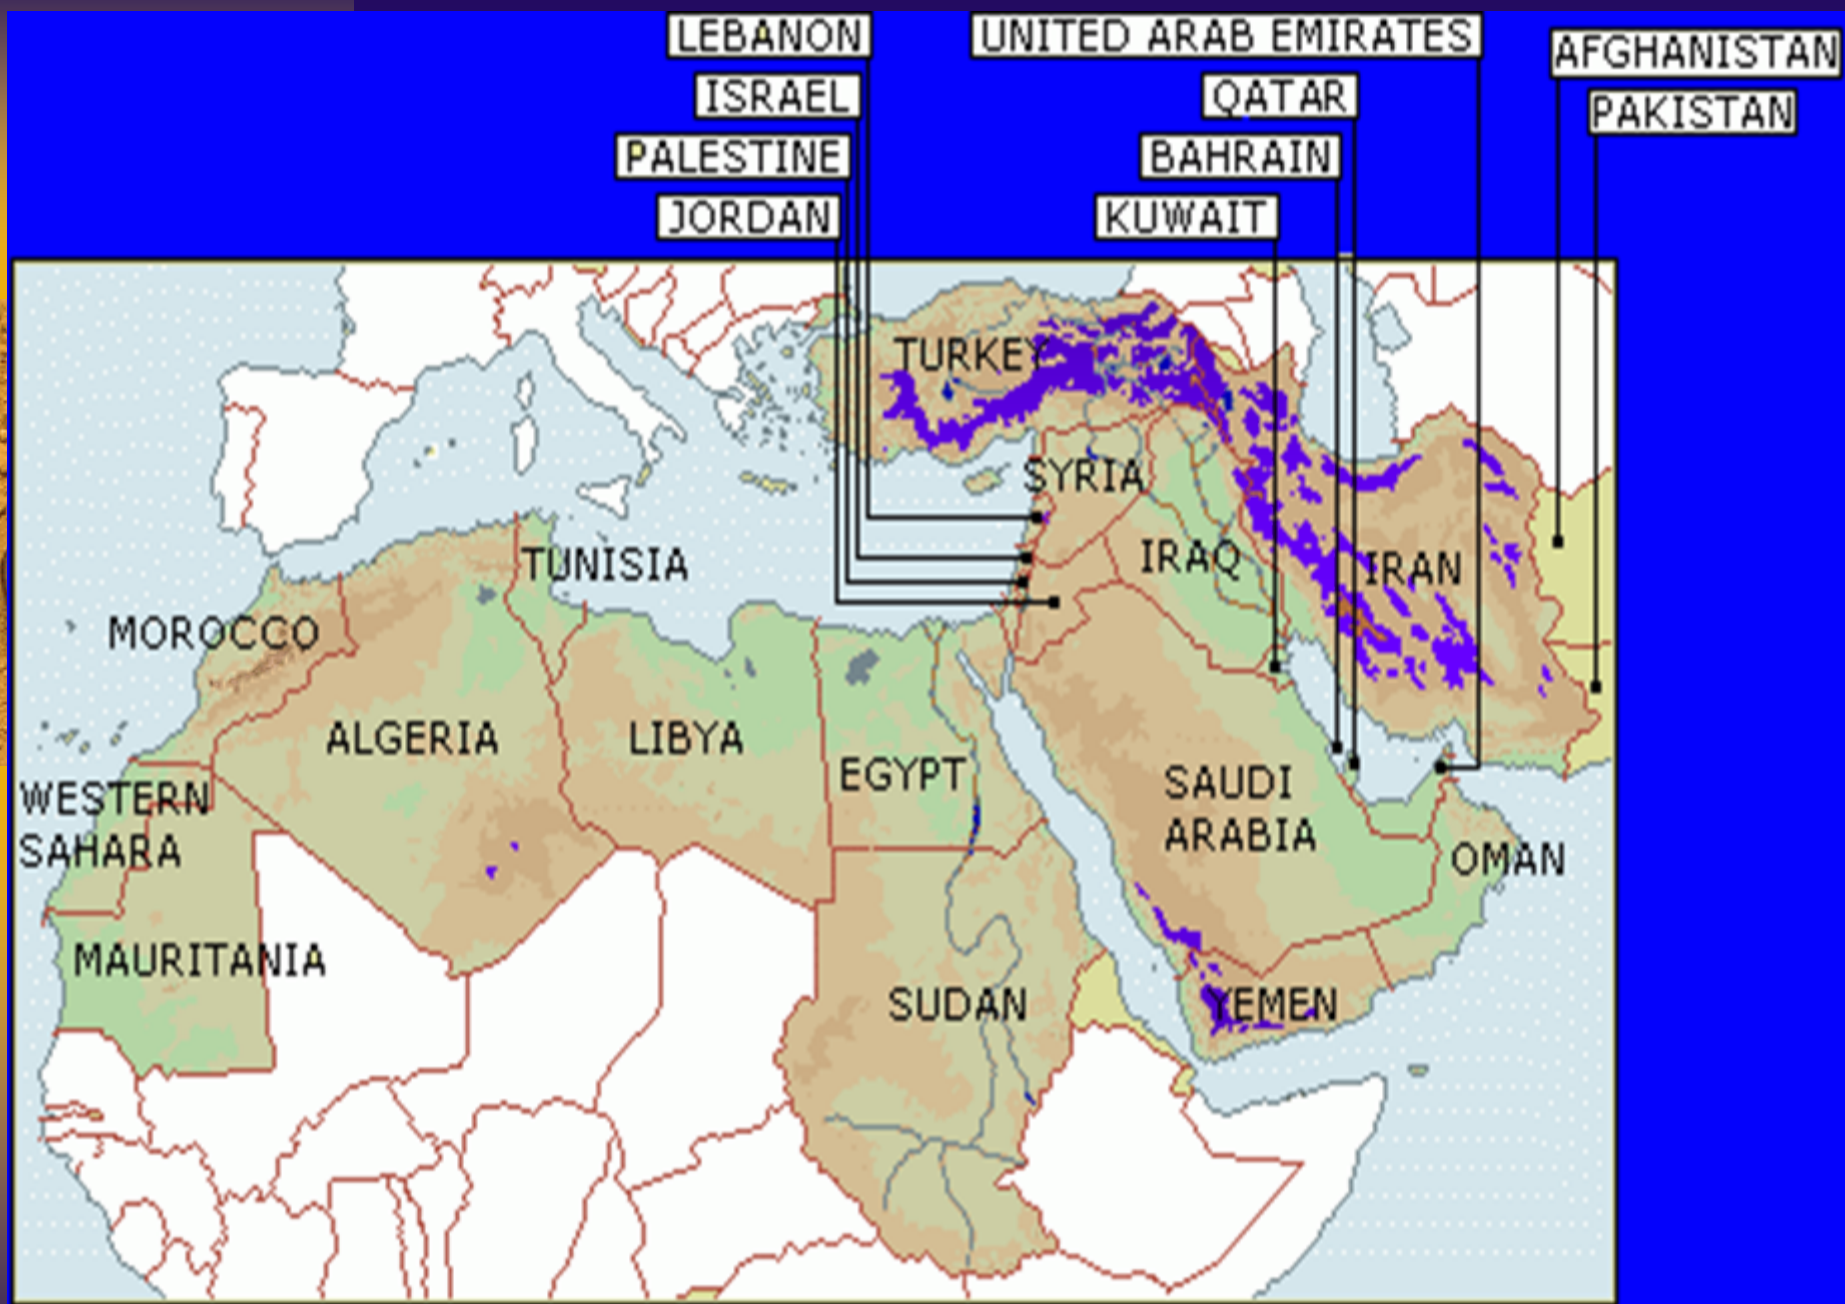 LEBANON
UNITED ARAB EMIRATES
AFGHANISTAN
ISRAEL
QATAR
PAKISTAN
PALESTINE
BAHRAIN
JORDAN
KUWAIT
TURKEY
SYRIA
TUNISIA
IRAQ
IRAN
MOROCCO
ALGERIA
LIBYA
EGYPT
SAUDI
ARABIA
WESTERN
SAHARA
OMAN
MAURITANIA
SUDAN
YEMEN